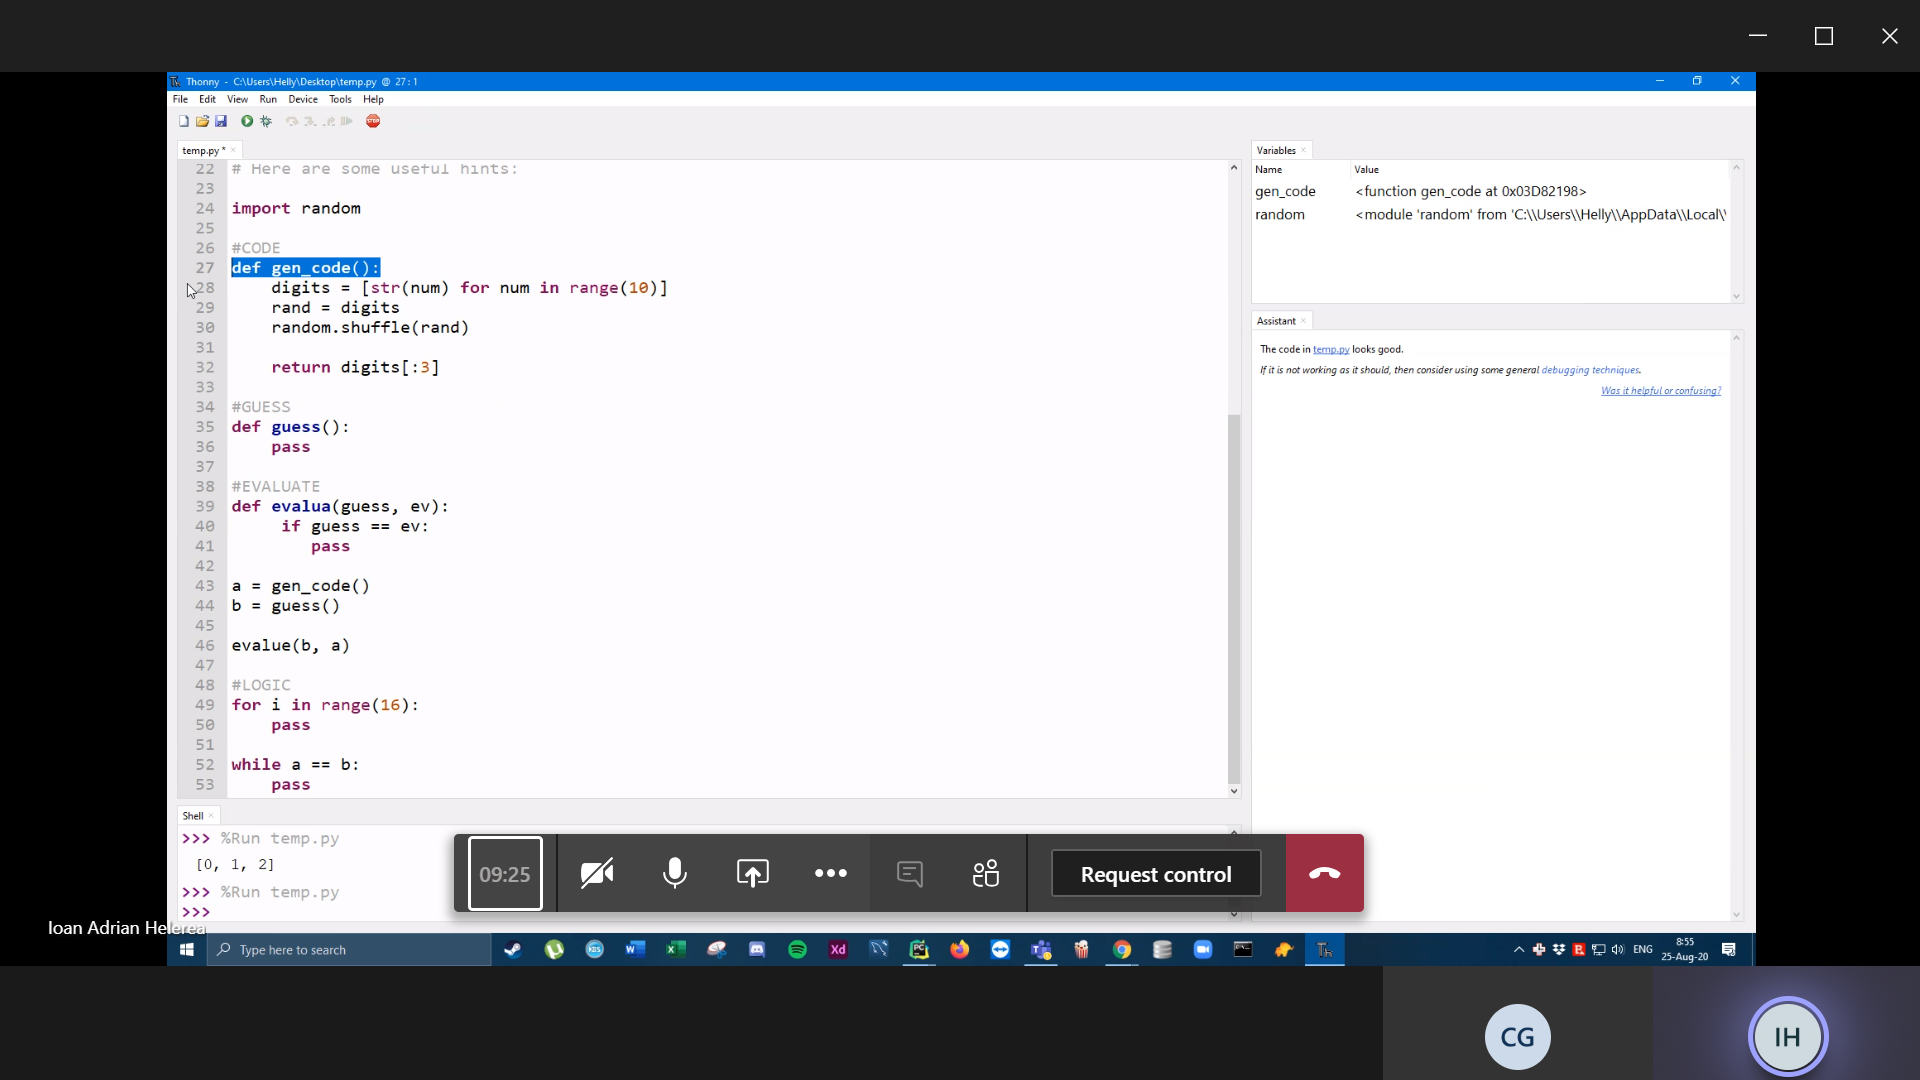 Thonny - C:\Users\Helly\Desktop\temp.py @ 27:1
File Edit View Run Device Tools Help
STOP
temp.py *
22 # Here are some useful hints:
23
24 import random
25
26 #CODE
27 def gen_code():
28 digits = [str(num) for num in range(10)]
29 rand = digits
30 random.shuffle(rand)
31
32 return digits[:3]
33
34 #GUESS
35 def guess():
36 pass
37
38 #EVALUATE
39 def evalua(guess, ev):
40 if guess == ev:
41 pass
42
43 a = gen_code()
44 b = guess()
45
46 evalue(b, a)
47
48 #LOGIC
49 for i in range(16):
50 pass
51
52 while a == b:
53 pass
Variables
Name Value
gen_code <function gen_code at 0x03D82198>
random <module 'random' from 'C:\\Users\\Helly\\AppData\\Local\'
Assistant
The code in temp.py looks good.
If it is not working as it should, then consider using some general debugging techniques.
Was it helpful or confusing?
Shell
>>> %Run temp.py
[0, 1, 2]
>>> %Run temp.py
>>>
09:25
Request control
Ioan Adrian Helerea
Type here to search
Xd
ENG
8:55
25-Aug-20
CG
IH